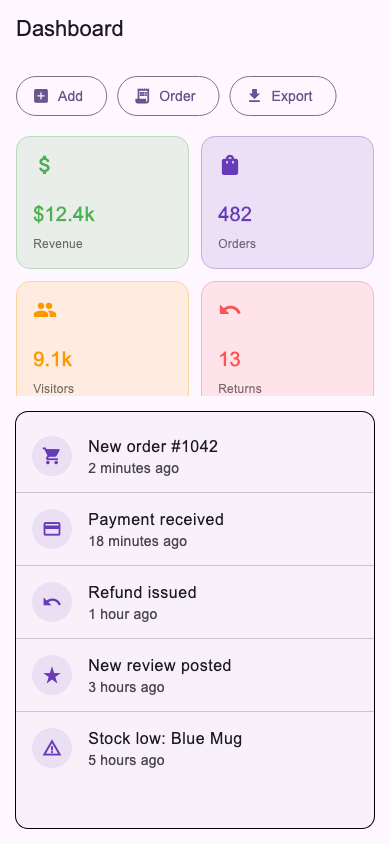 Dashboard
Add
Order
Export
$
$12.4k
Revenue
482
Orders
9.1k
Visitors
13
Returns
New order #1042
2 minutes ago
Payment received
18 minutes ago
Refund issued
1 hour ago
New review posted
3 hours ago
Stock low: Blue Mug
5 hours ago